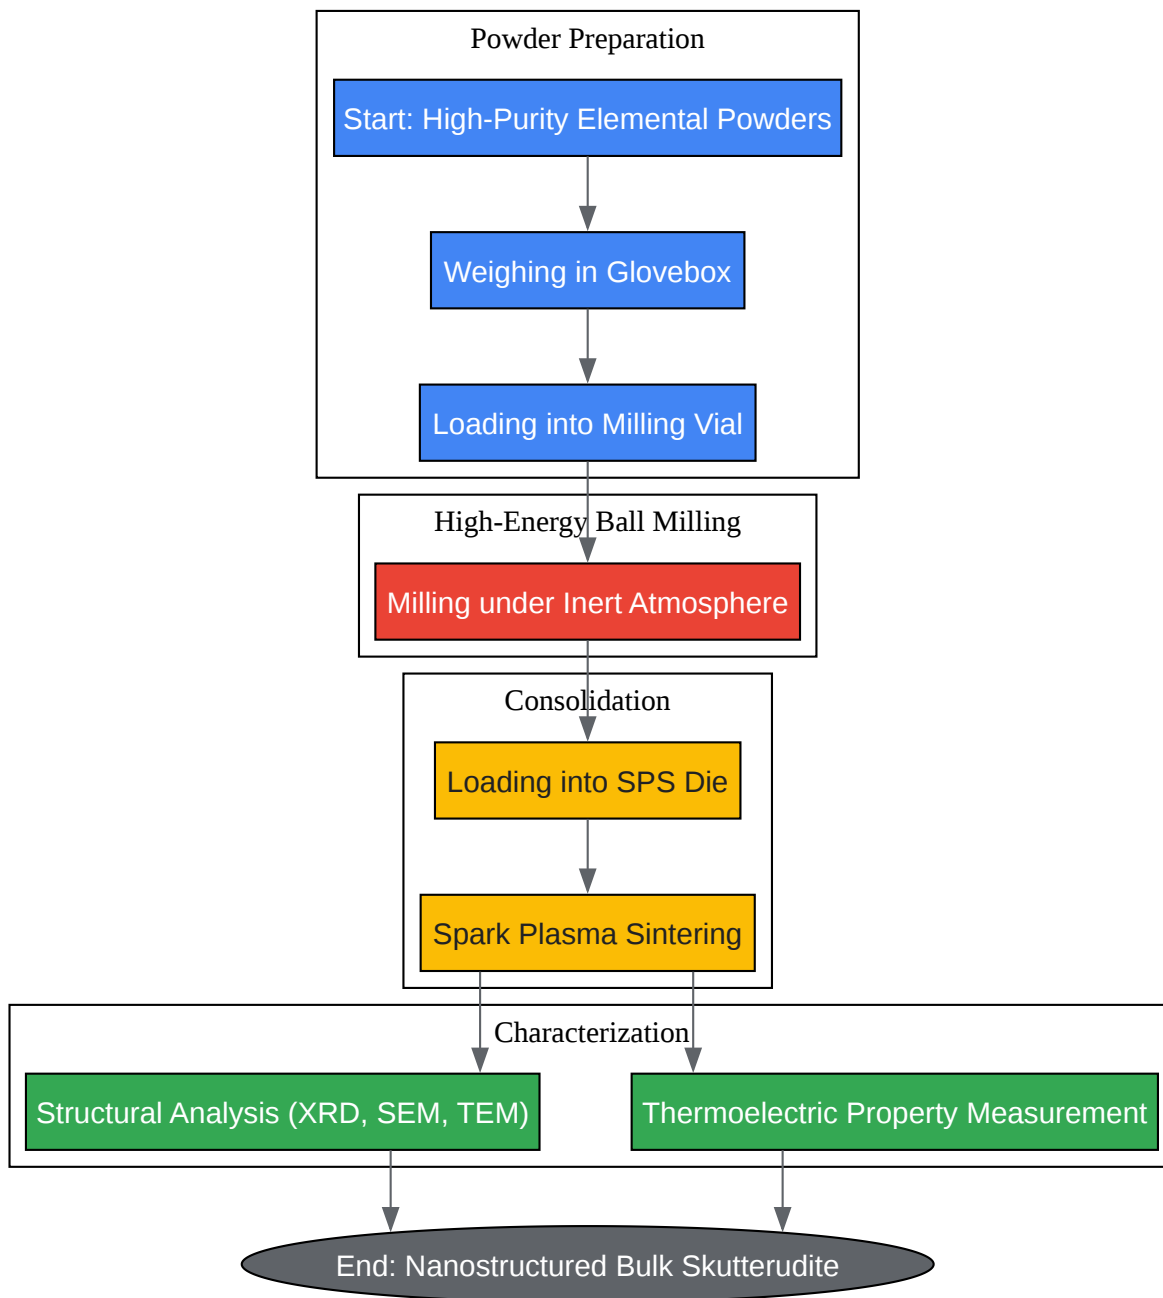 Powder Preparation
Start: High-Purity Elemental Powders
Weighing in Glovebox
Loading into Milling Vial
High-Energy Ball Milling
Milling under Inert Atmosphere
Consolidation
Loading into SPS Die
Spark Plasma Sintering
Characterization
Structural Analysis (XRD, SEM, TEM)
Thermoelectric Property Measurement
End: Nanostructured Bulk Skutterudite